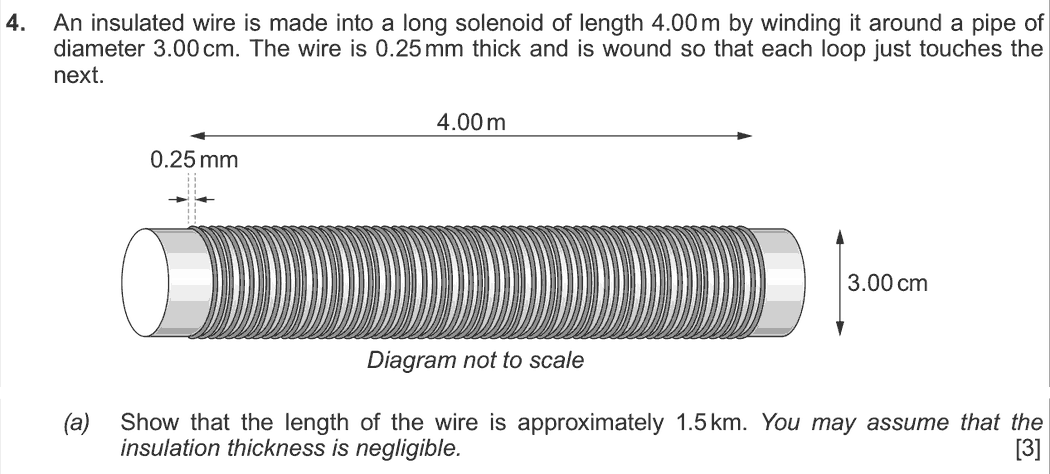 4. An insulated wire is made into a long solenoid of length 4.00 m by winding it around a pipe of
diameter 3.00 cm. The wire is 0.25 mm thick and is wound so that each loop just touches the
next.
4.00 m
0.25 mm
3.00 cm
Diagram not to scale
(a) Show that the length of the wire is approximately 1.5 km. You may assume that the
insulation thickness is negligible. [3]